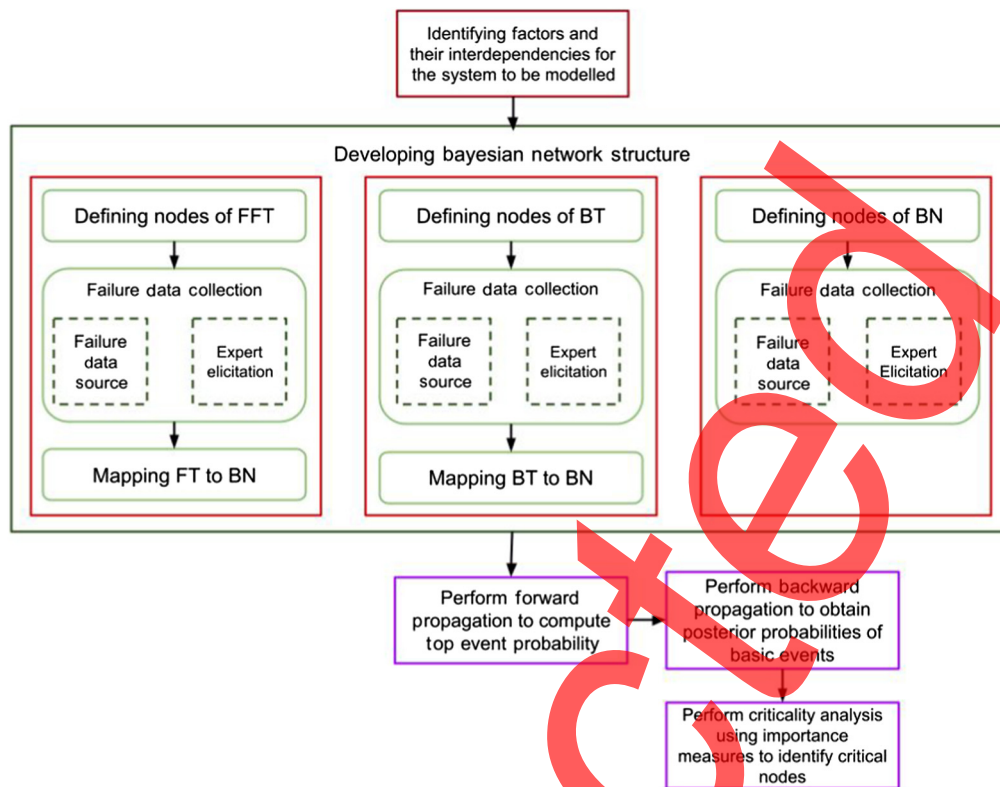 Identifying factors and
their interdependencies for
the system to be modelled
Developing bayesian network structure
Defining nodes of FFT
Failure data collection
Failure
data
source
Expert
elicitation
Mapping FT to BN
Defining nodes of BT
Failure data collection
Failure
data
source
Expert
elicitation
Mapping BT to BN
Defining nodes of BN
Failure data collection
Failure
data
source
Expert
Elicitation
Perform forward
propagation to compute
top event probability
Perform backward
propagation to obtain
posterior probabilities of
basic events
Perform criticality analysis
using importance
measures to identify critical
nodes
cted